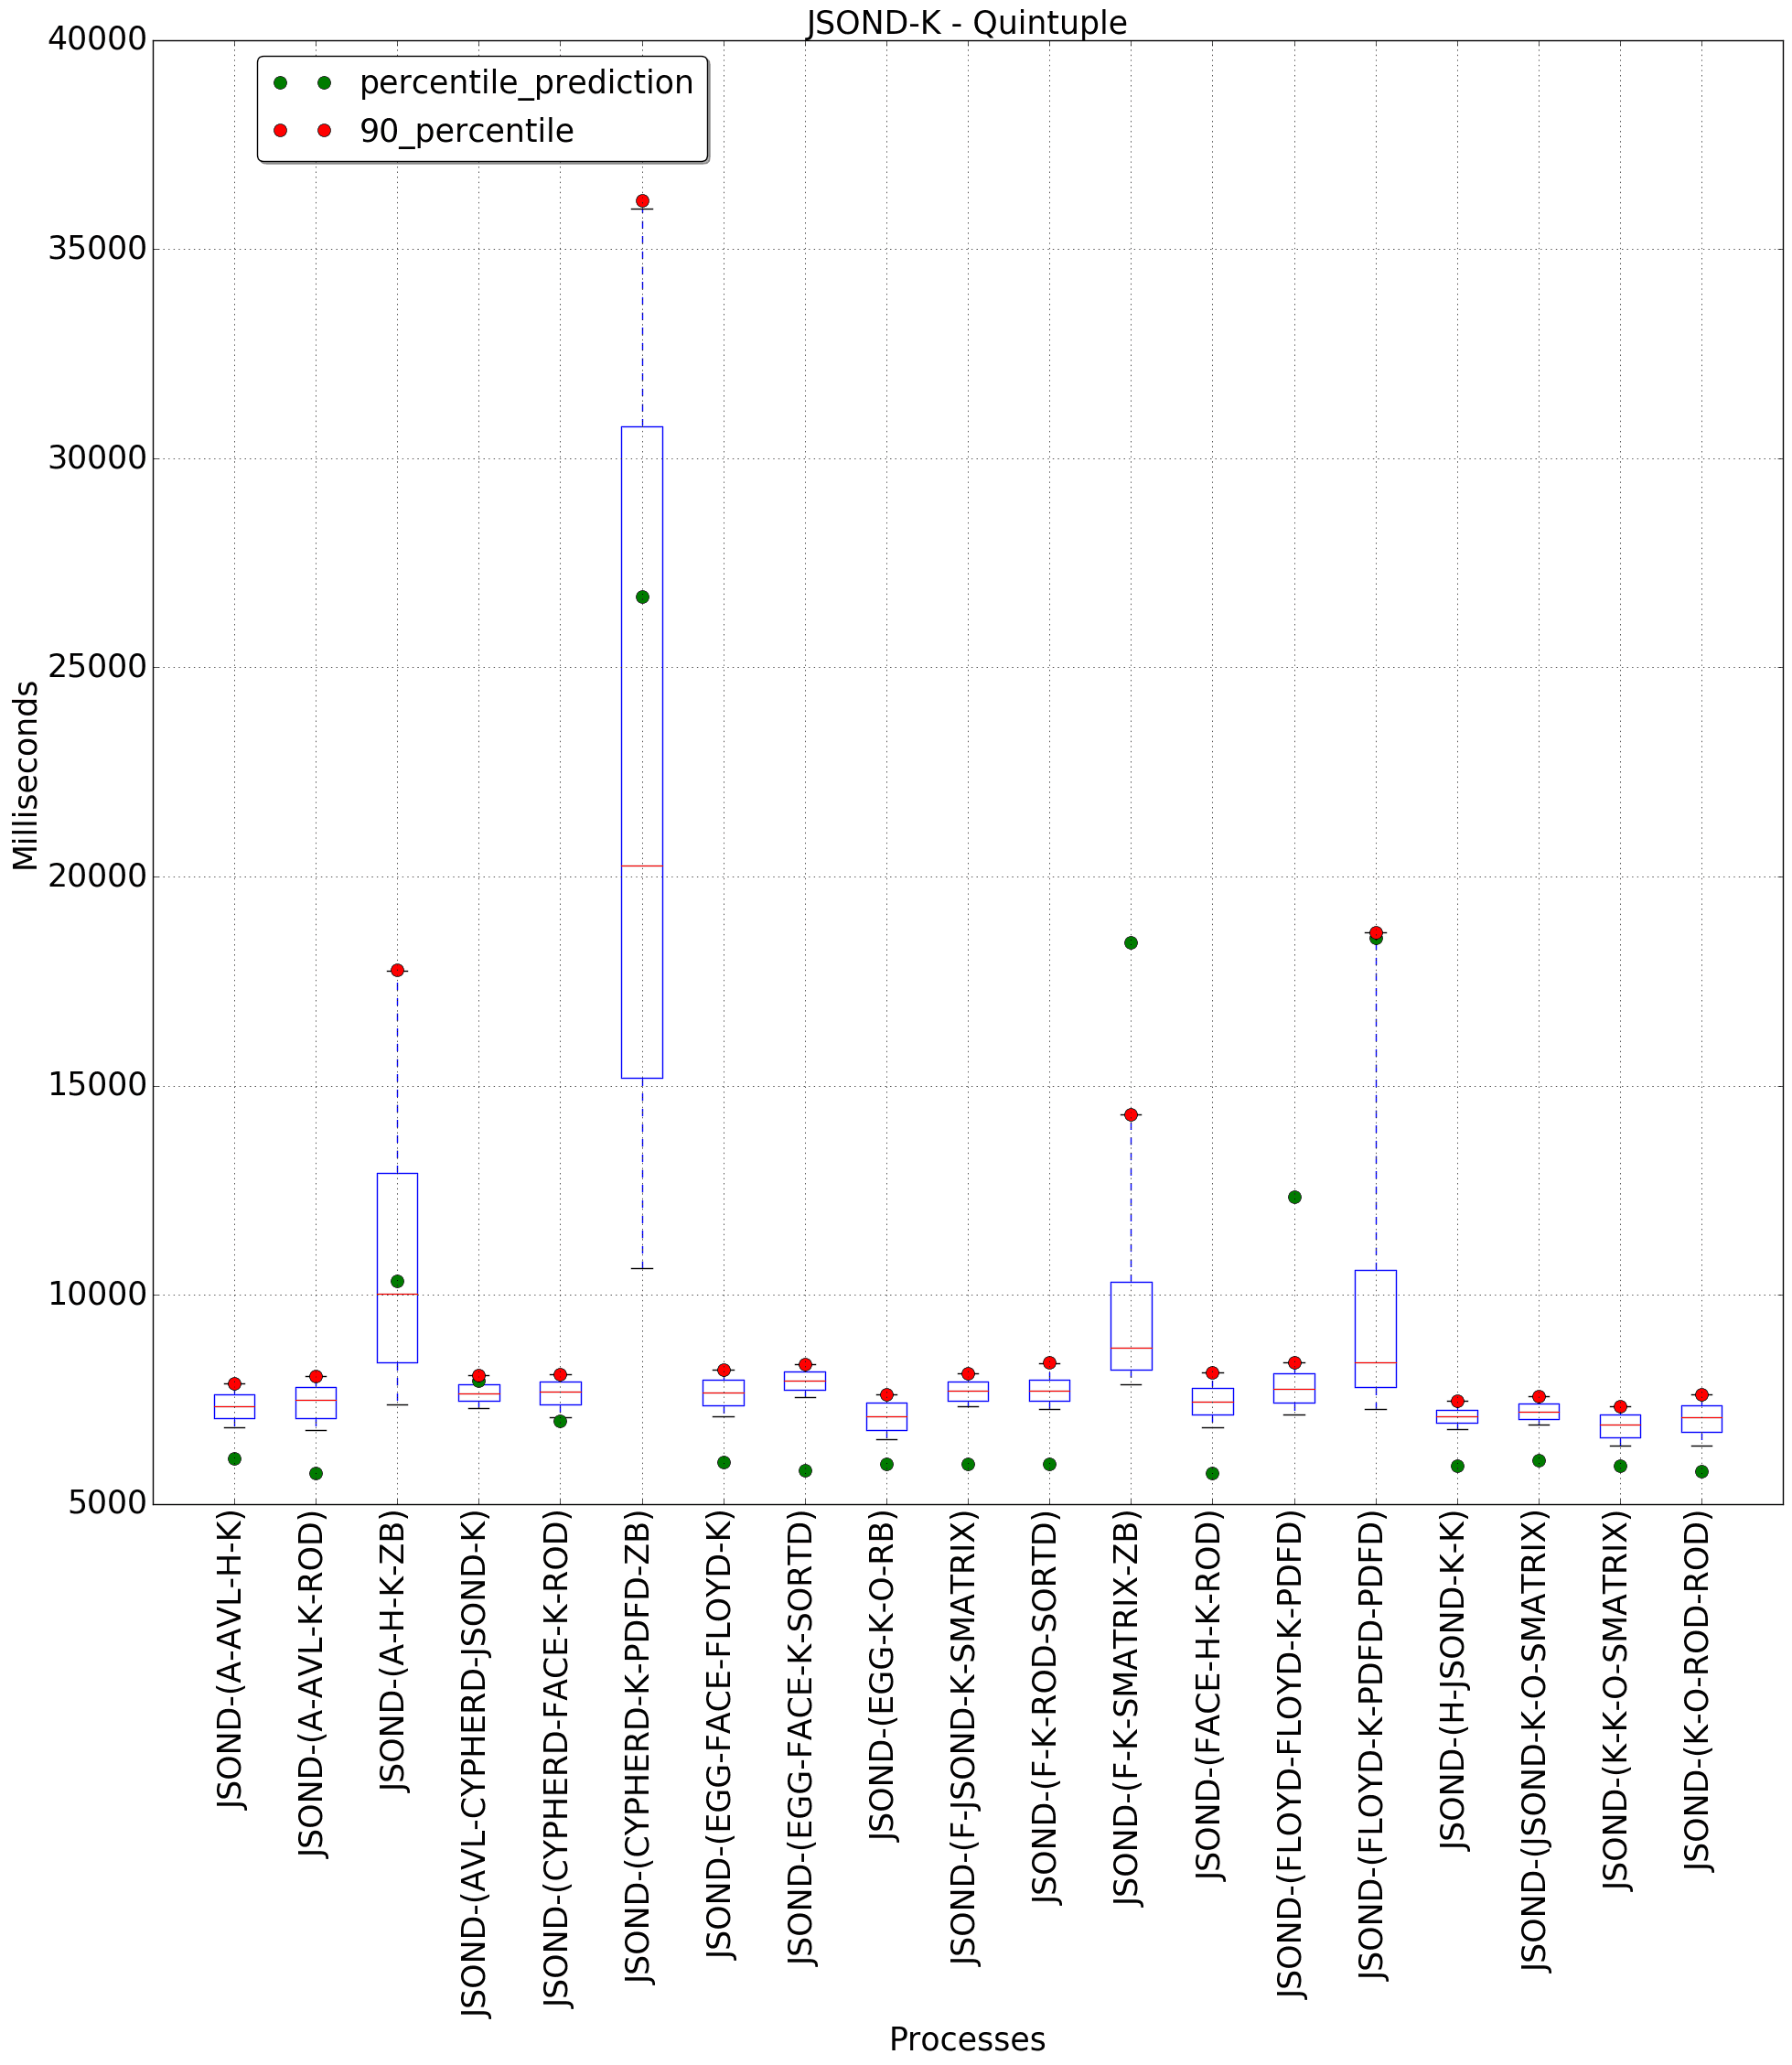 JSOND-K - Quintuple
percentile_prediction
90_percentile
40000
35000
30000
25000
20000
15000
10000
5000
Milliseconds
JSOND-(A-AVL-H-K)
JSOND-(A-AVL-K-ROD)
JSOND-(A-H-K-ZB)
JSOND-(AVL-CYPHERD-JSOND-K)
JSOND-(CYPHERD-FACE-K-ROD)
JSOND-(CYPHERD-K-PDFD-ZB)
JSOND-(EGG-FACE-FLOYD-K)
JSOND-(EGG-FACE-K-SORTD)
JSOND-(EGG-K-O-RB)
JSOND-(F-JSOND-K-SMATRIX)
JSOND-(F-K-ROD-SORTD)
JSOND-(F-K-SMATRIX-ZB)
JSOND-(FACE-H-K-ROD)
JSOND-(FLOYD-FLOYD-K-PDFD)
JSOND-(FLOYD-K-PDFD-PDFD)
JSOND-(H-JSOND-K-K)
JSOND-(JSOND-K-O-SMATRIX)
JSOND-(K-K-O-SMATRIX)
JSOND-(K-O-ROD-ROD)
Processes